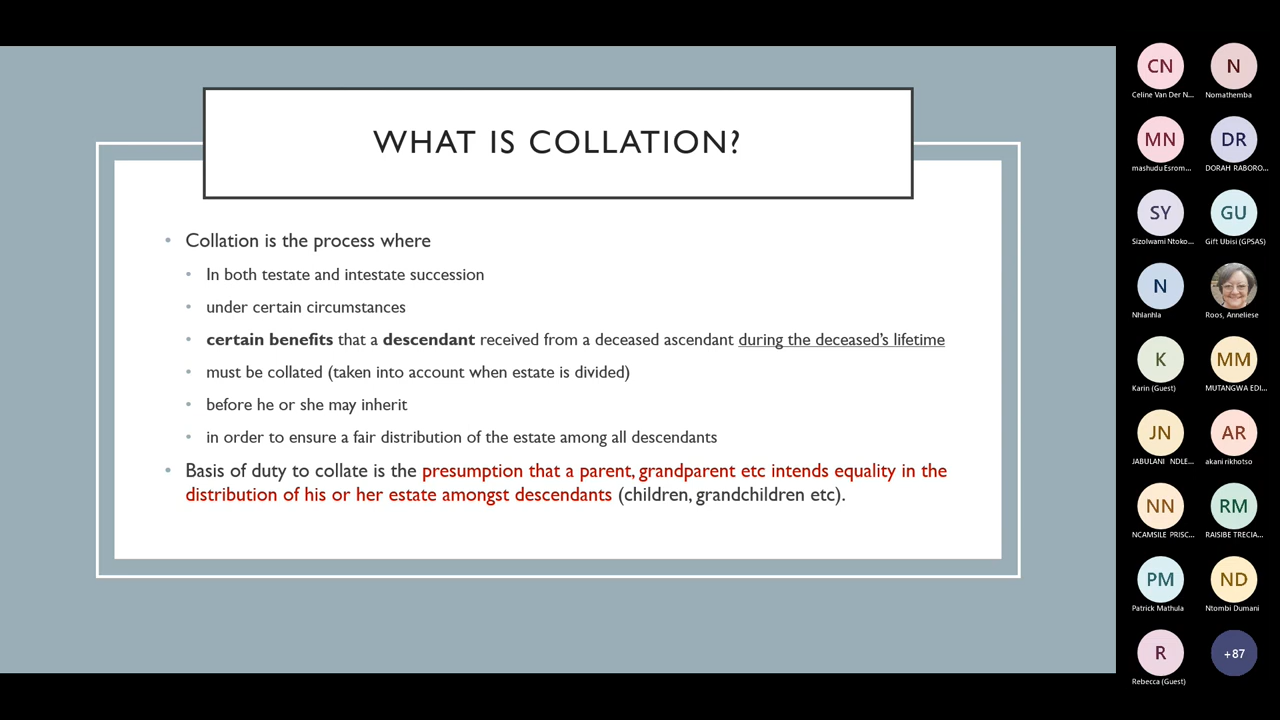 WHAT IS COLLATION?
• Collation is the process where
• In both testate and intestate succession
• under certain circumstances
• certain benefits that a descendant received from a deceased ascendant during the deceased's lifetime
• must be collated (taken into account when estate is divided)
• before he or she may inherit
• in order to ensure a fair distribution of the estate among all descendants
• Basis of duty to collate is the presumption that a parent, grandparent etc intends equality in the
distribution of his or her estate amongst descendants (children, grandchildren etc).
CN N
Celine Van Der N... Nomathemba
MN DR
mashudu Esrom... DORAH RABORO...
SY GU
Sizolwami Ntoko... Gift Ubisi (GPSAS)
N
Nhlanhla Roos, Anneliese
K MM
Karin (Guest) MUTANGWA EDI...
JN AR
JABULANI NDLE... akani rikhotso
NN RM
NCAMSILE PRISC... RAISIBE TRECIA...
PM ND
Patrick Mathula Ntombi Dumani
R +87
Rebecca (Guest)